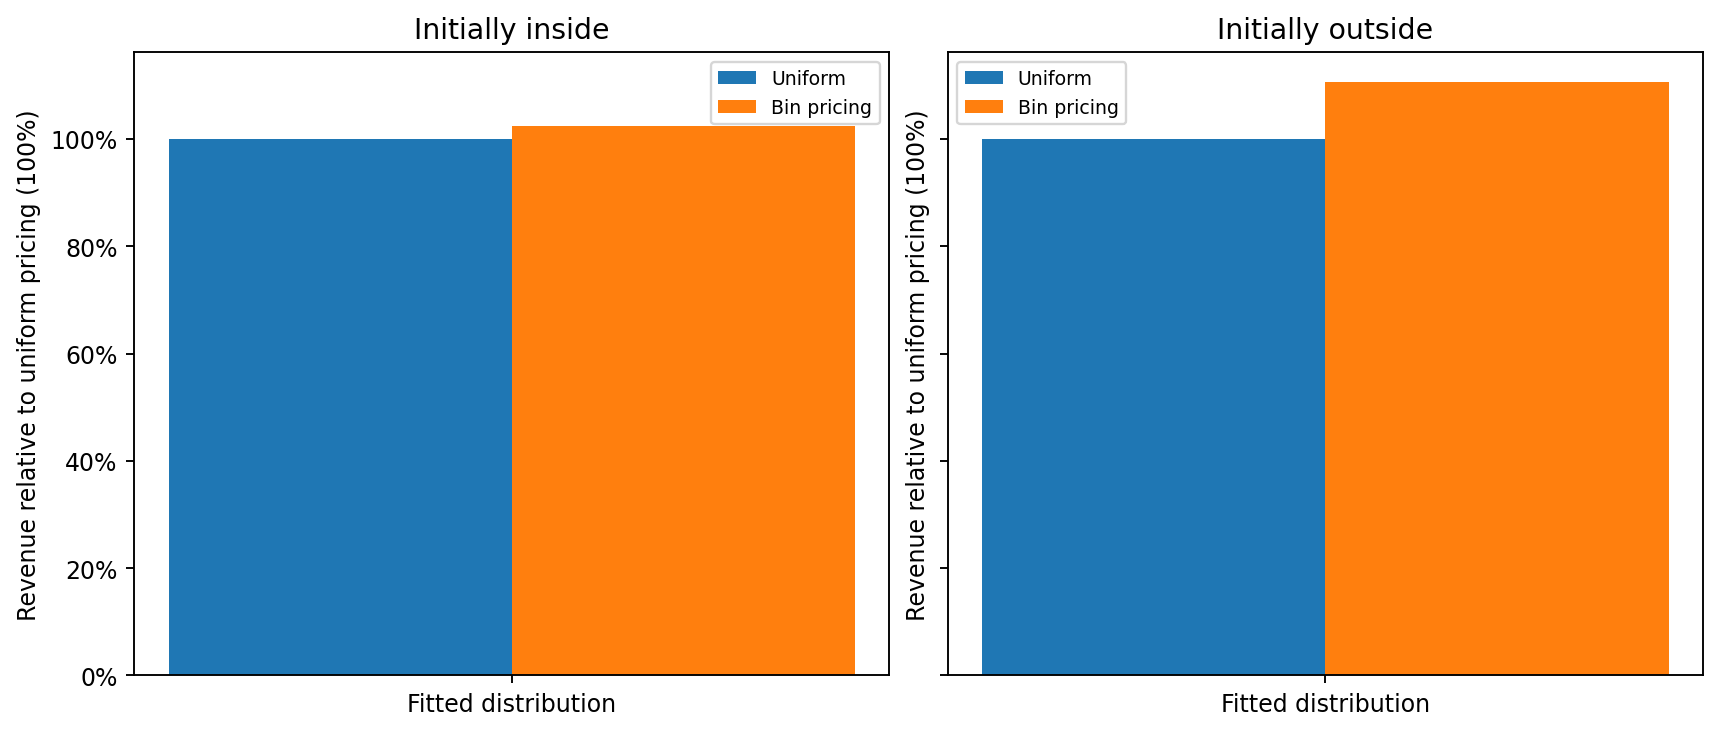 Initially inside
Revenue relative to uniform pricing (100%)
100%
80%
60%
40%
20%
0%
Uniform
Bin pricing
Fitted distribution
Initially outside
Revenue relative to uniform pricing (100%)
Uniform
Bin pricing
Fitted distribution